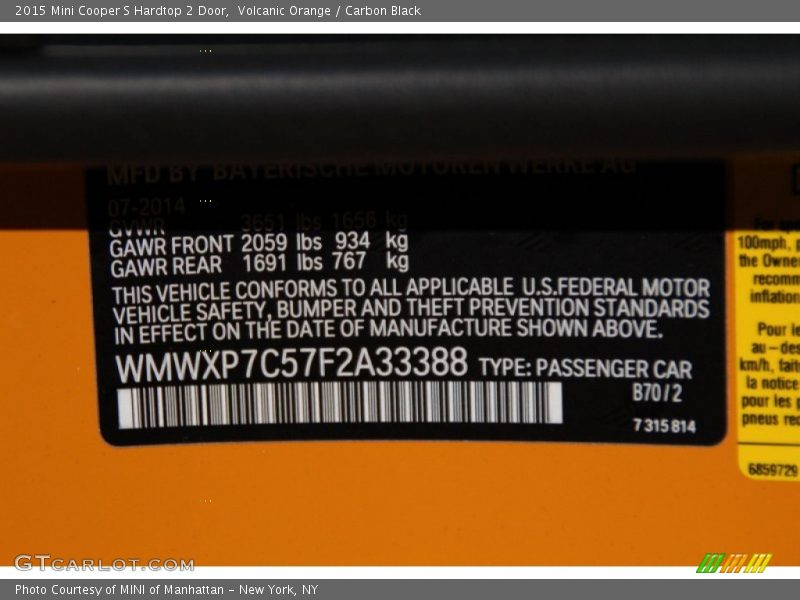 2015 Mini Cooper S Hardtop 2 Door,  Volcanic Orange / Carbon Black
MFD BY BAYERISCHE MOTOREN WERKE AG
07-2014
GVWR 3651 lbs 1656 kg
GAWR FRONT 2059 lbs 934 kg
GAWR REAR 1691 lbs 767 kg
THIS VEHICLE CONFORMS TO ALL APPLICABLE U.S.FEDERAL MOTOR
VEHICLE SAFETY, BUMPER AND THEFT PREVENTION STANDARDS
IN EFFECT ON THE DATE OF MANUFACTURE SHOWN ABOVE.
WMWXP7C57F2A33388 TYPE: PASSENGER CAR
B70/2
7 315 814
100mph,
the Owne
recomm
inflation
Pour le
au – des
km/h, fait
la notice
pour les p
pneus rec
6859729
GTCARLOT.COM
Photo Courtesy of MINI of Manhattan – New York, NY